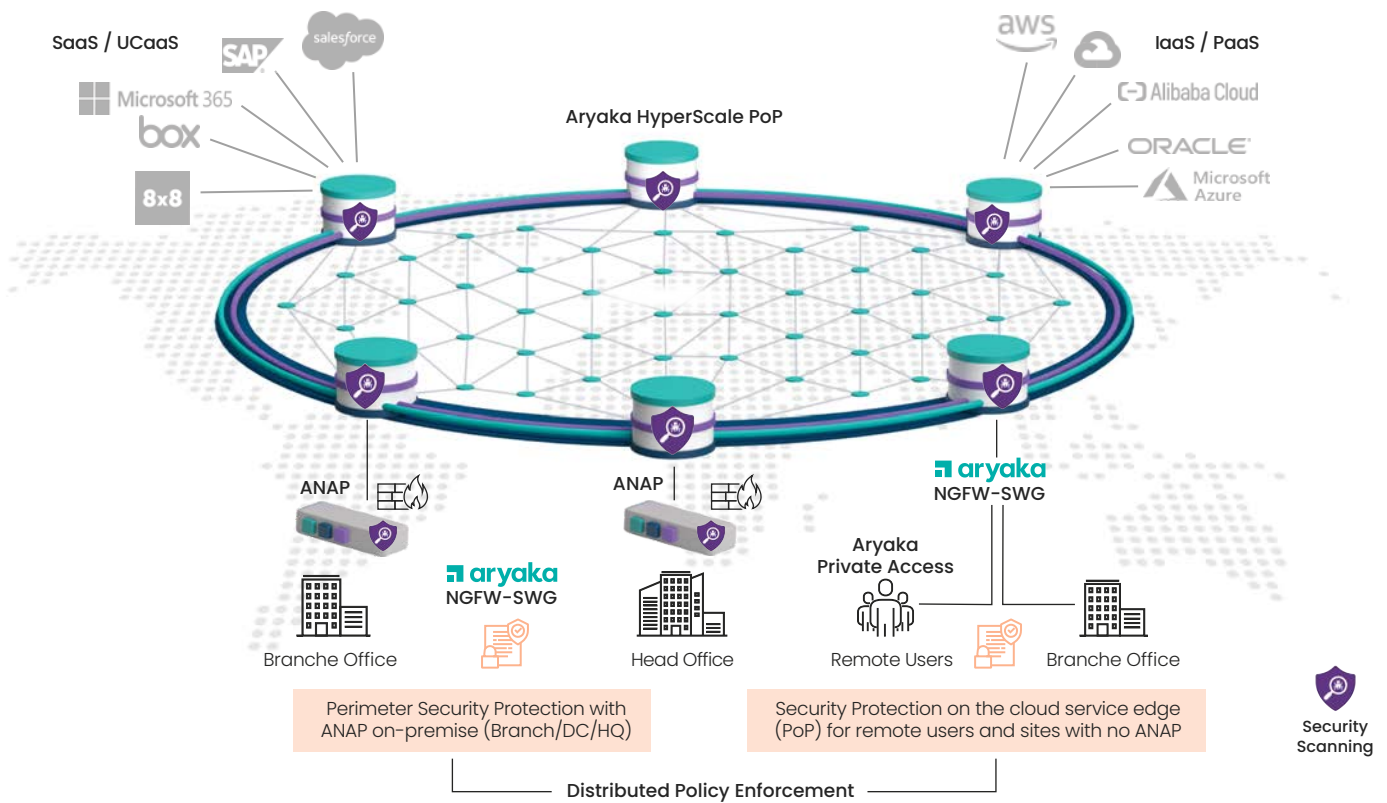 SaaS / UCaaS
SAP
salesforce
Microsoft 365
box
8x8
Aryaka HyperScale PoP
aws
IaaS / PaaS
Alibaba Cloud
ORACLE
Microsoft
Azure
ANAP
ANAP
aryaka
NGFW-SWG
aryaka
NGFW-SWG
Aryaka
Private Access
Branche Office
Head Office
Remote Users
Branche Office
Perimeter Security Protection with
ANAP on-premise (Branch/DC/HQ)
Security Protection on the cloud service edge
(PoP) for remote users and sites with no ANAP
Security
Scanning
Distributed Policy Enforcement